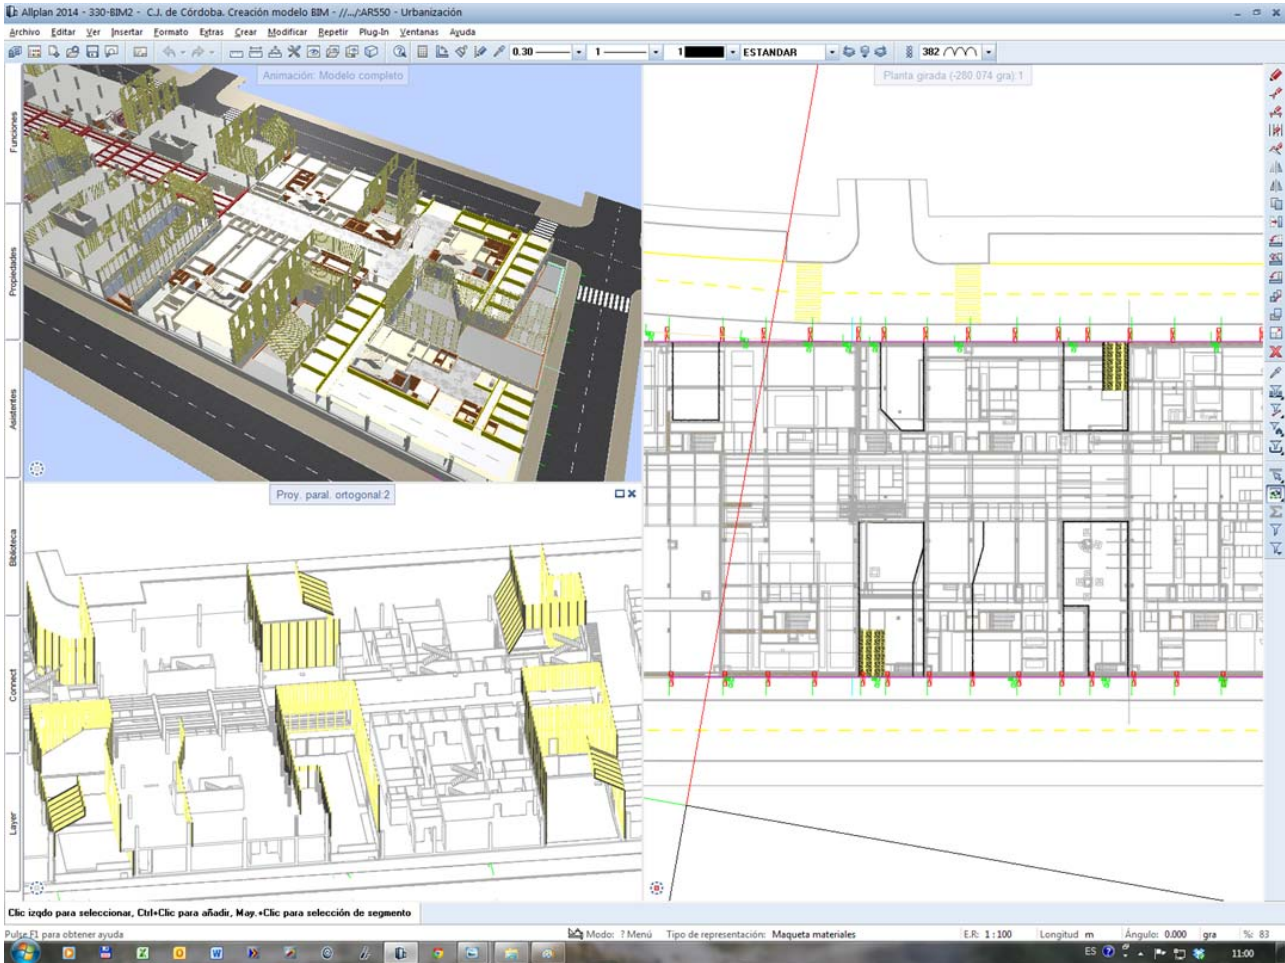 Allplan 2014 - 330-BIM2 - C.J. de Córdoba. Creación modelo BIM - //.../:AR550 - Urbanización
Archivo Editar Ver Insertar Formato Extras Crear Modificar Repetir Plug-In Ventanas Ayuda
0.30 1 1 ESTANDAR 382
Animación: Modelo completo
Planta girada (-280.074 gra):1
Funciones
Propiedades
Asistentes
Biblioteca
Connect
Layer
Proy. paral. ortogonal:2
Clic izqdo para seleccionar, Ctrl+Clic para añadir, May.+Clic para selección de segmento
Pulse F1 para obtener ayuda
Modo: ? Menú Tipo de representación: Maqueta materiales E.R: 1:100 Longitud m Ángulo: 0.000 gra %: 83
ES 11:00